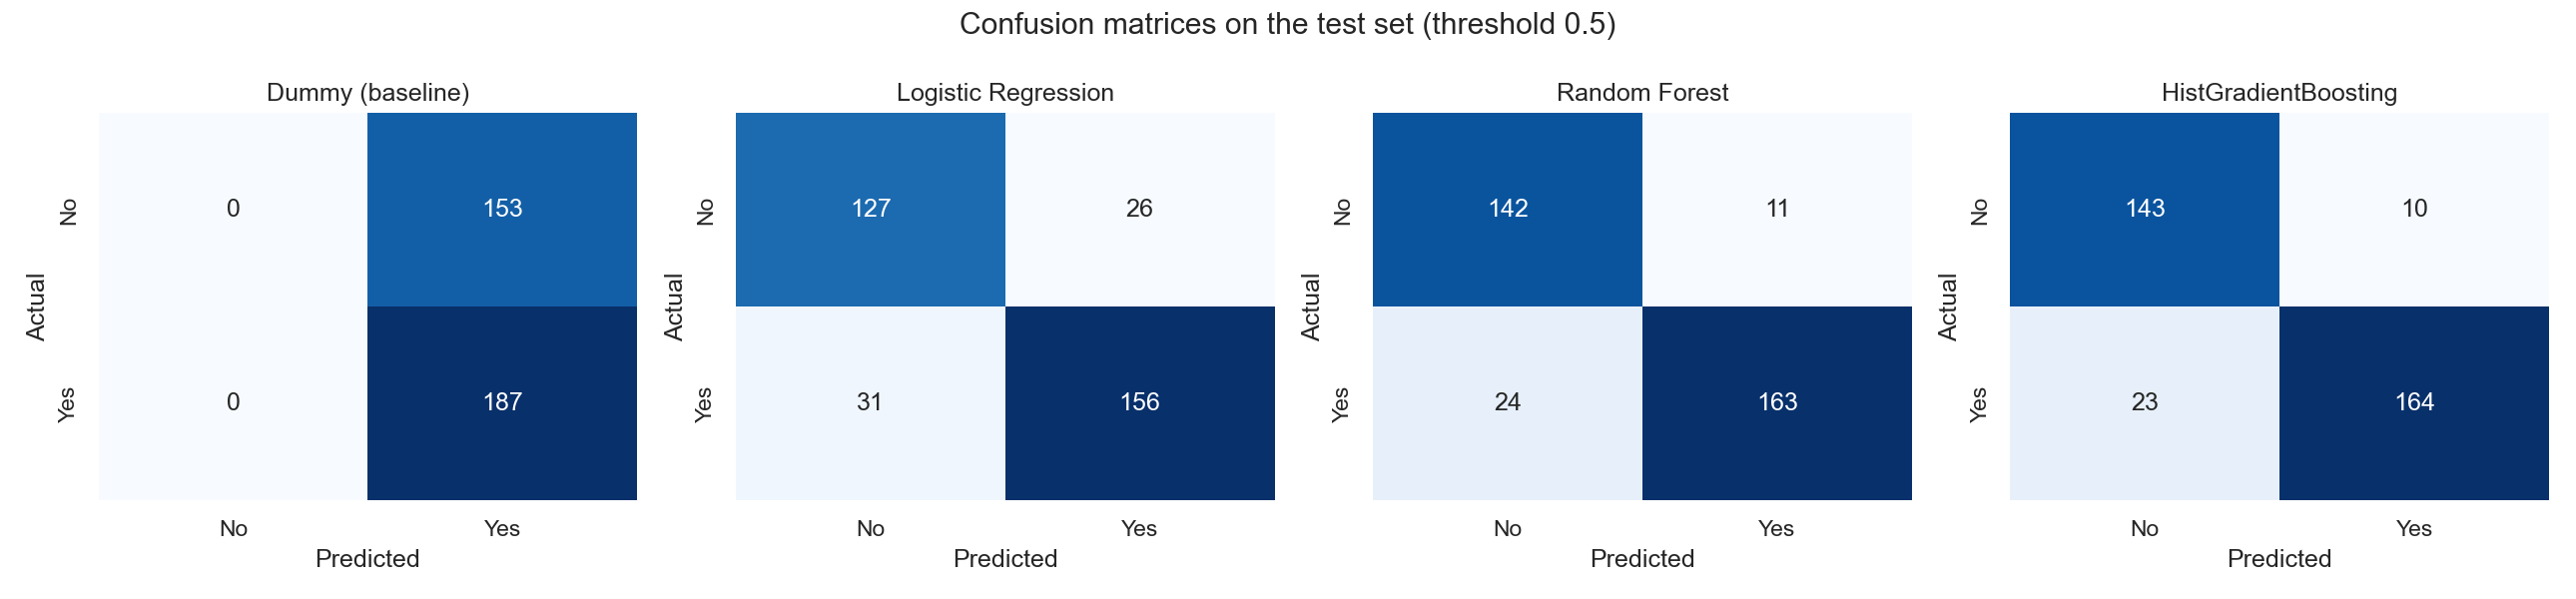 Confusion matrices on the test set (threshold 0.5)
Dummy (baseline)
Actual
No
Yes
0
153
0
187
No
Yes
Predicted
Logistic Regression
Actual
No
Yes
127
26
31
156
No
Yes
Predicted
Random Forest
Actual
No
Yes
142
11
24
163
No
Yes
Predicted
HistGradientBoosting
Actual
No
Yes
143
10
23
164
No
Yes
Predicted